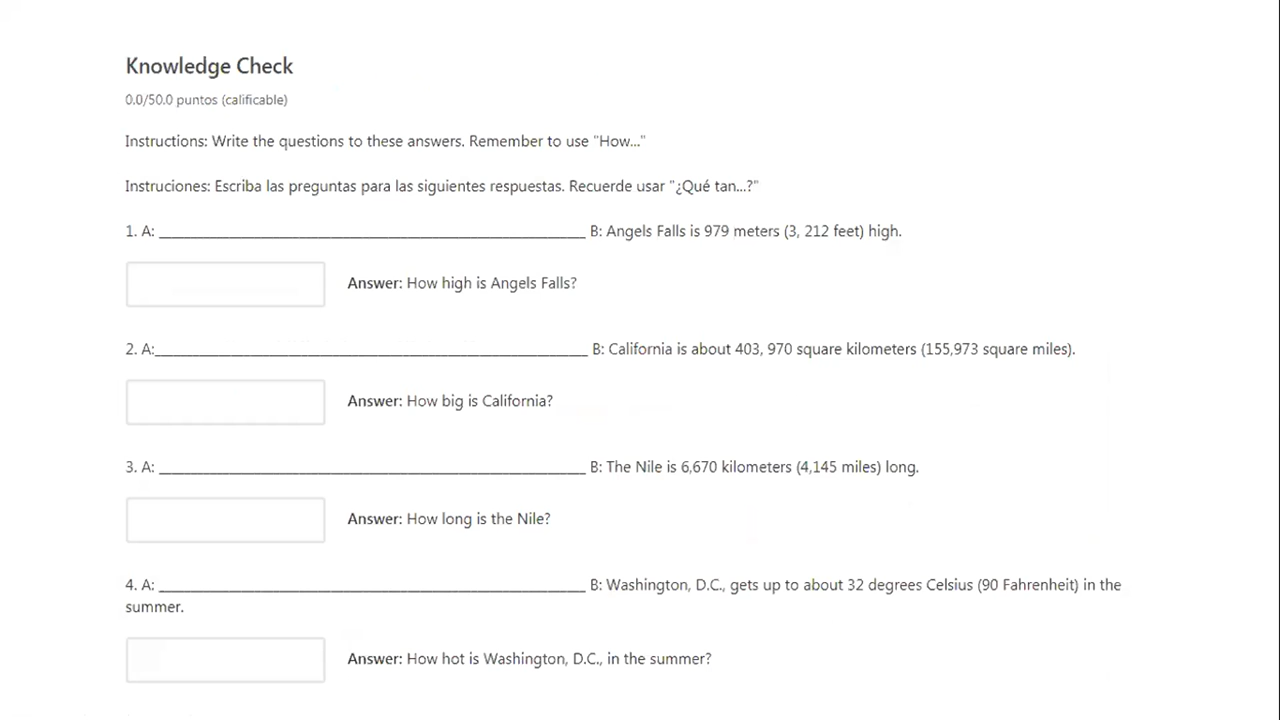 Knowledge Check
0.0/50.0 puntos (calificable)
Instructions: Write the questions to these answers. Remember to use "How..."
Instruciones: Escriba las preguntas para las siguientes respuestas. Recuerde usar "¿Qué tan...?"
1. A: ______________________________________________ B: Angels Falls is 979 meters (3, 212 feet) high.
Answer: How high is Angels Falls?
2. A:_______________________________________________ B: California is about 403, 970 square kilometers (155,973 square miles).
Answer: How big is California?
3. A: ______________________________________________ B: The Nile is 6,670 kilometers (4,145 miles) long.
Answer: How long is the Nile?
4. A: ______________________________________________ B: Washington, D.C., gets up to about 32 degrees Celsius (90 Fahrenheit) in the
summer.
Answer: How hot is Washington, D.C., in the summer?